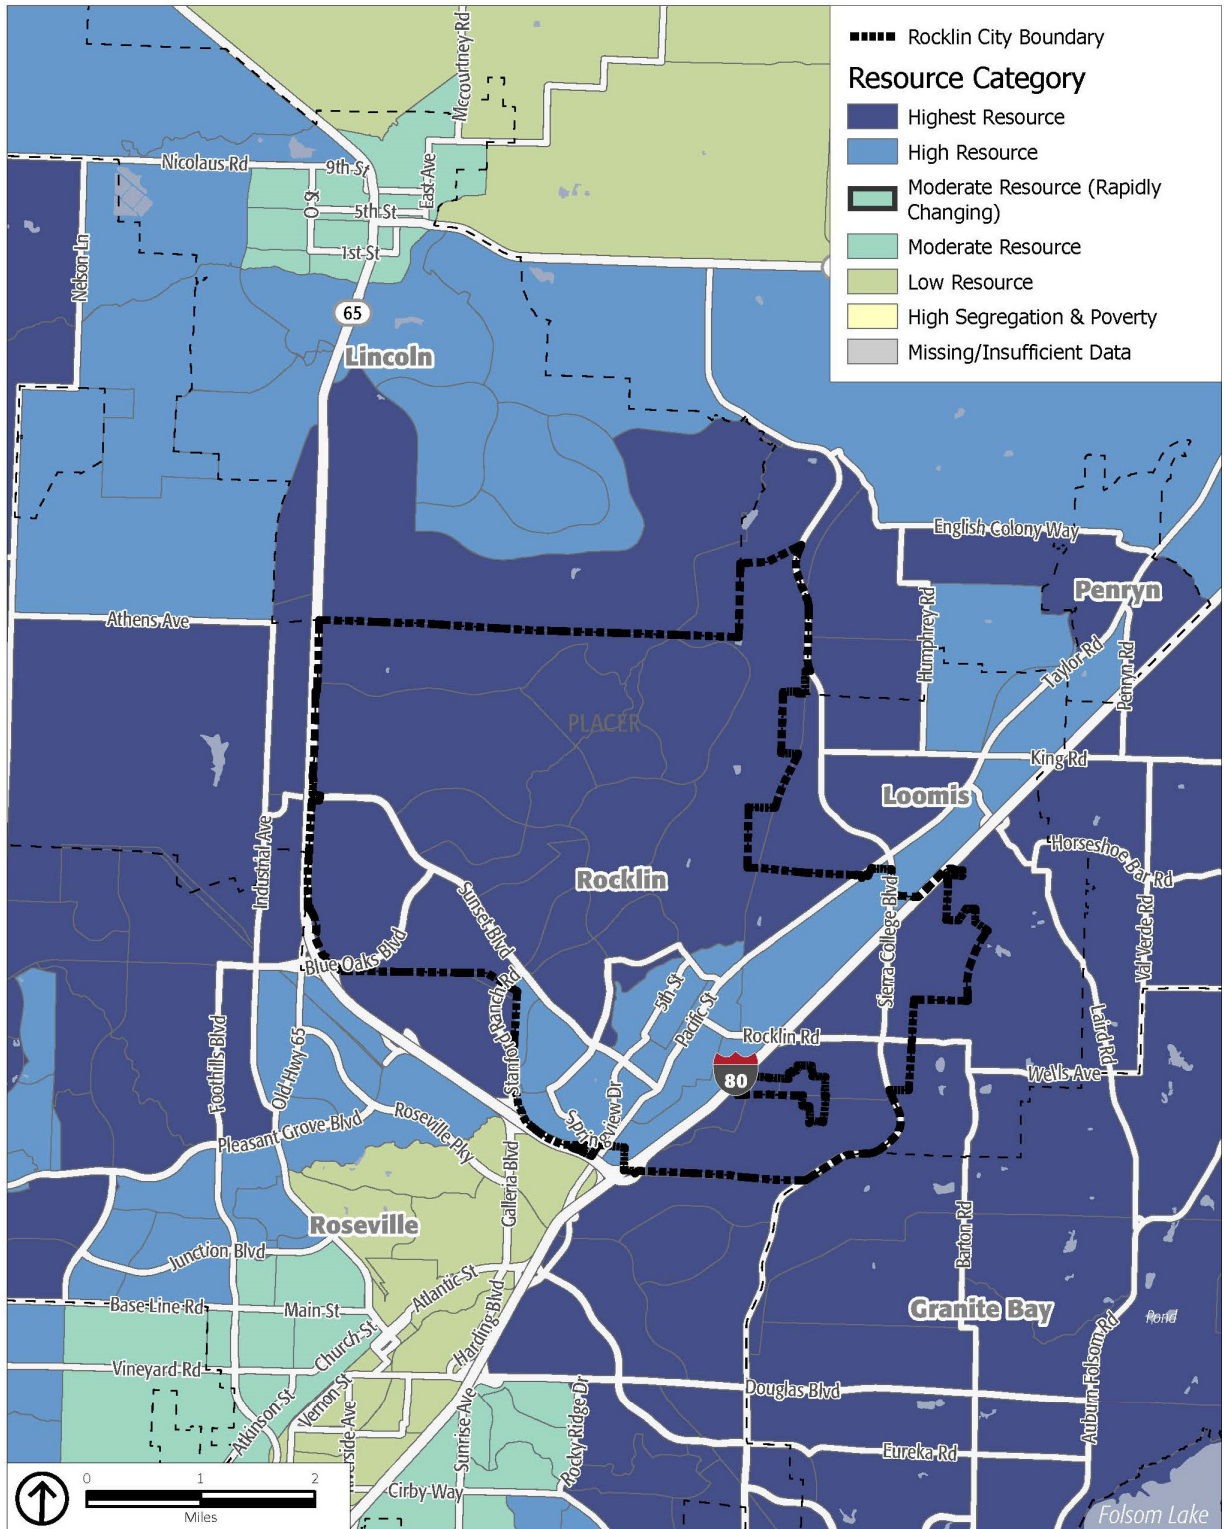 Rocklin City Boundary
Resource Category
Highest Resource
High Resource
Moderate Resource (Rapidly
Changing)
Moderate Resource
Low Resource
High Segregation & Poverty
Missing/Insufficient Data
Mccourtney Rd
Nicolaus Rd
9th St
East Ave
O St
5th St
1st St
Nelson Ln
65
Lincoln
English Colony Way
Penryn
Athens Ave
Humphrey Rd
Taylor Rd
Penryn Rd
PLACER
King Rd
Loomis
Industrial Ave
Horseshoe Bar Rd
Rocklin
Sunset Blvd
Sierra College Blvd
Val Verde Rd
Blue Oaks Blvd
Stanford Ranch Rd
5th St
Pacific St
Rocklin Rd
Laird Rd
Foothills Blvd
Old Hwy 65
80
Wells Ave
Springview Dr
Pleasant Grove Blvd
Roseville Pky
Galleria Blvd
Roseville
Barton Rd
Junction Blvd
Atlantic St
Base Line Rd
Main St
Church St
Harding Blvd
Granite Bay
Pond
Auburn Folsom Rd
Vineyard Rd
Vernon St
Douglas Blvd
Atkinson St
erside Ave
Sunrise Ave
Rocky Ridge Dr
Eureka Rd
Cirby Way
0 1 2
Miles
Folsom Lake